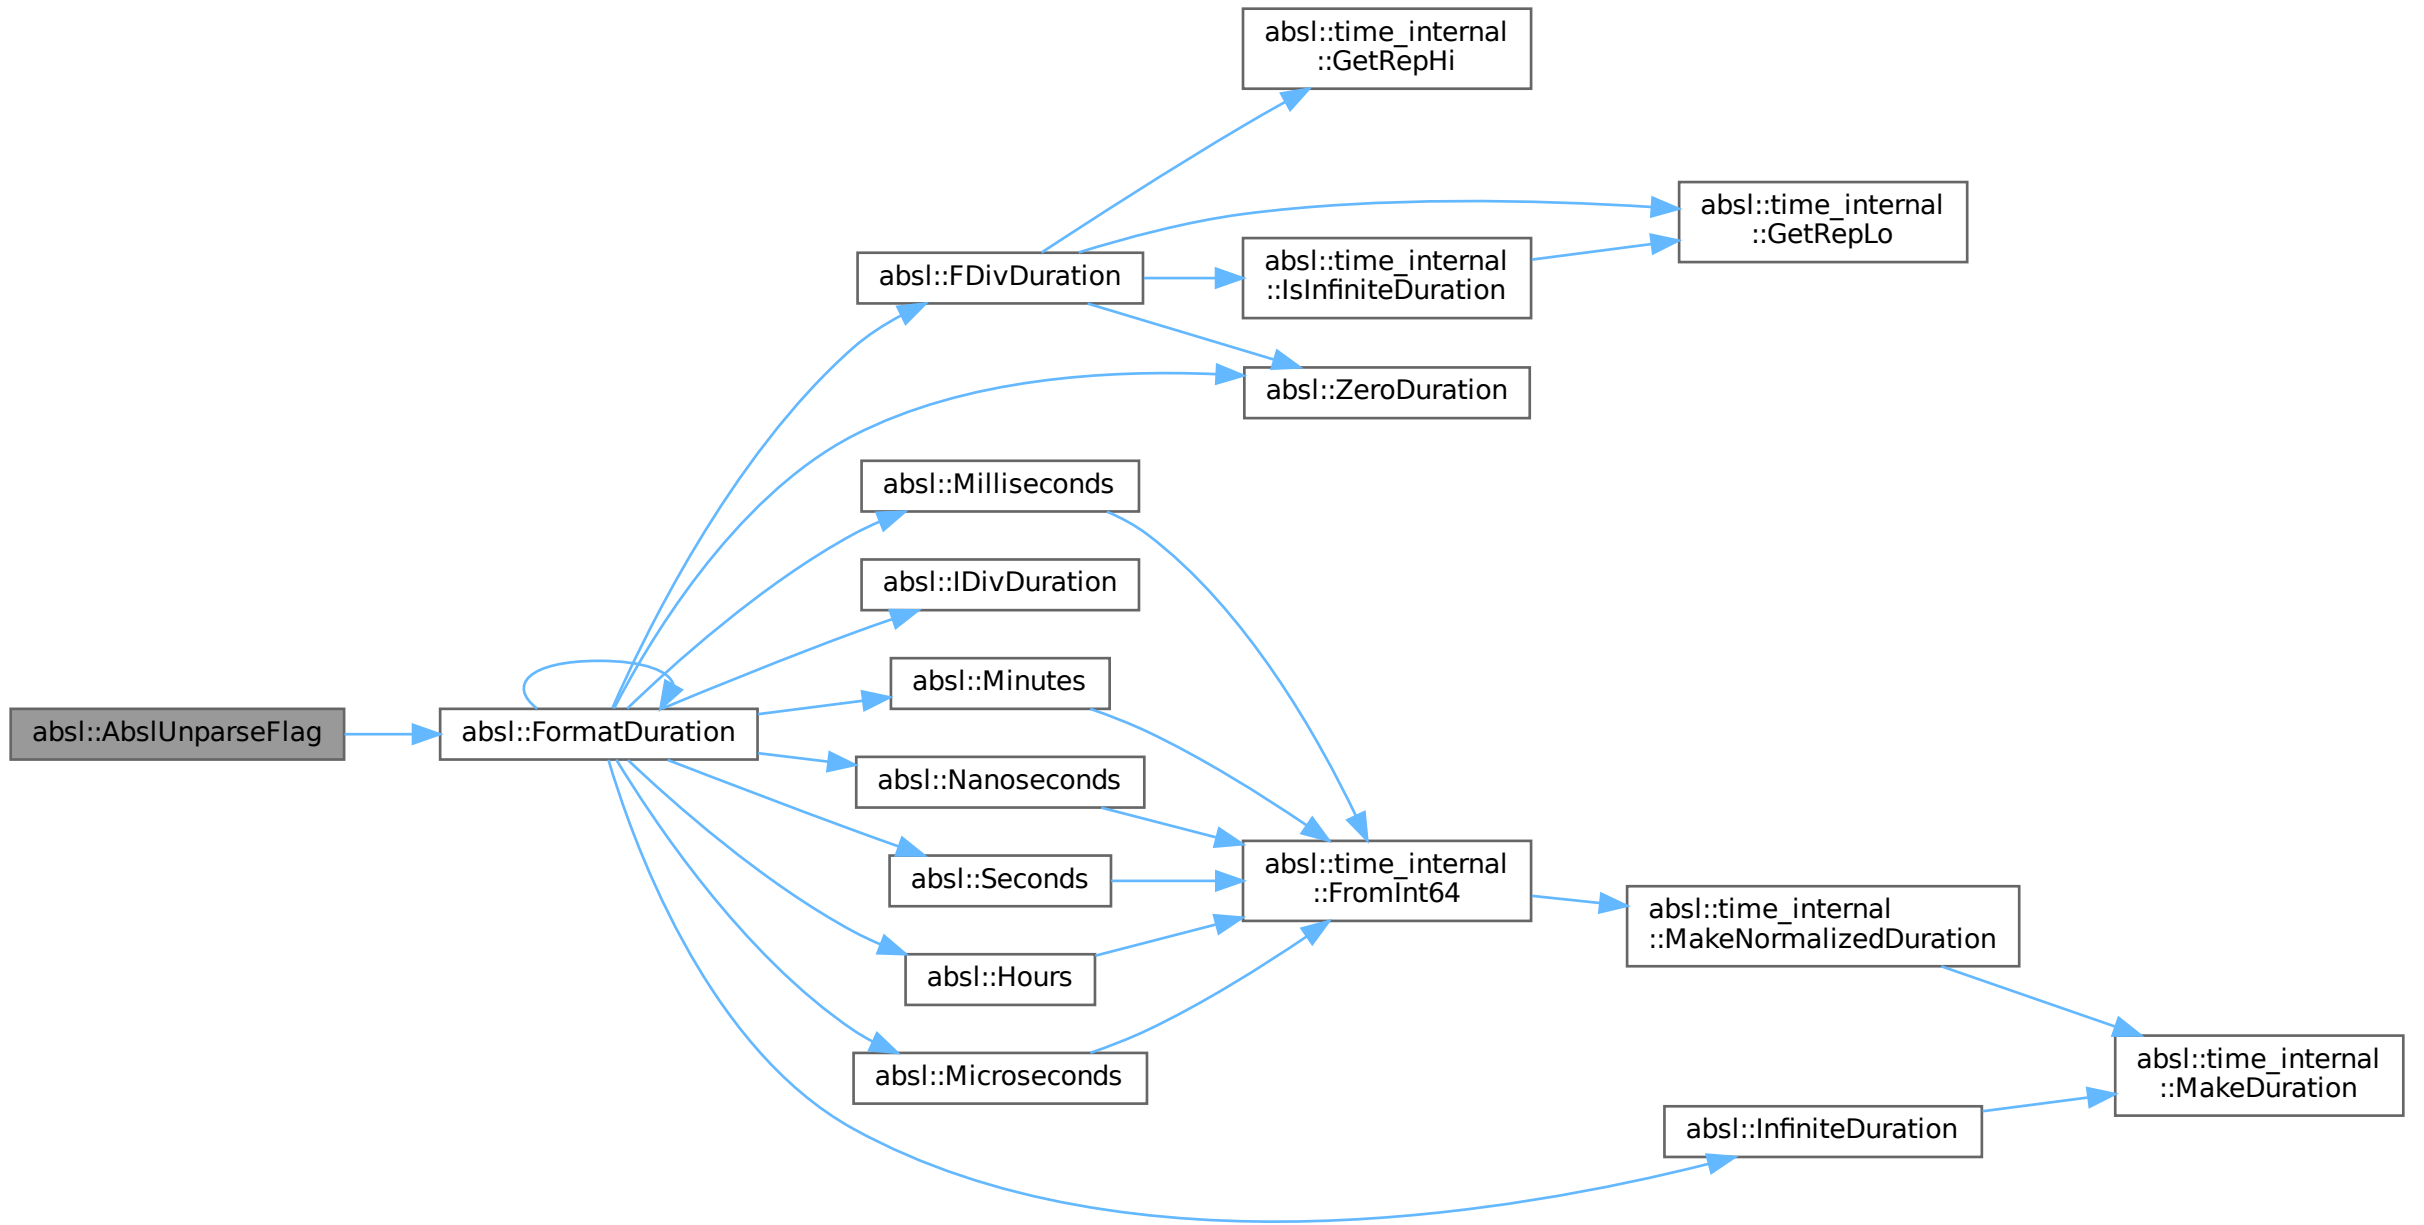 absl::time_internal
::GetRepHi
absl::time_internal
::GetRepLo
absl::FDivDuration
absl::time_internal
::IsInfiniteDuration
absl::ZeroDuration
absl::Milliseconds
absl::IDivDuration
absl::Minutes
absl::AbslUnparseFlag
absl::FormatDuration
absl::Nanoseconds
absl::Seconds
absl::time_internal
::FromInt64
absl::time_internal
::MakeNormalizedDuration
absl::Hours
absl::Microseconds
absl::time_internal
::MakeDuration
absl::InfiniteDuration